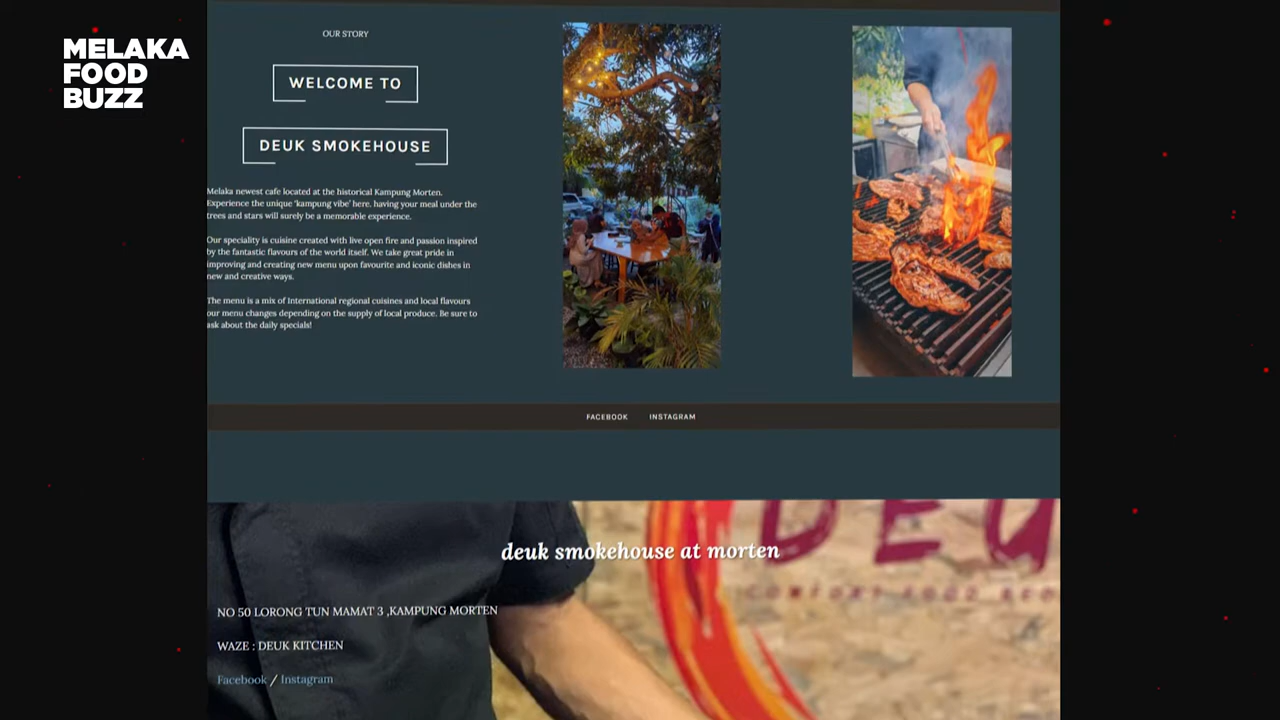 MELAKA
FOOD
BUZZ
OUR STORY
WELCOME TO
DEUK SMOKEHOUSE
Melaka newest cafe located at the historical Kampung Morten.
Experience the unique 'kampung vibe' here, having your meal under the
trees and stars will surely be a memorable experience.
Our speciality is cuisine created with live open fire and passion inspired
by the fantastic flavours of the world itself. We take great pride in
improving and creating new menu upon favourite and iconic dishes in
new and creative ways.
The menu is a mix of International regional cuisines and local flavours
our menu changes depending on the supply of local produce. Be sure to
ask about the daily specials!
FACEBOOK INSTAGRAM
DEU
COMFORT FOOD
deuk smokehouse at morten
NO 50 LORONG TUN MAMAT 3 ,KAMPUNG MORTEN
WAZE : DEUK KITCHEN
Facebook / Instagram